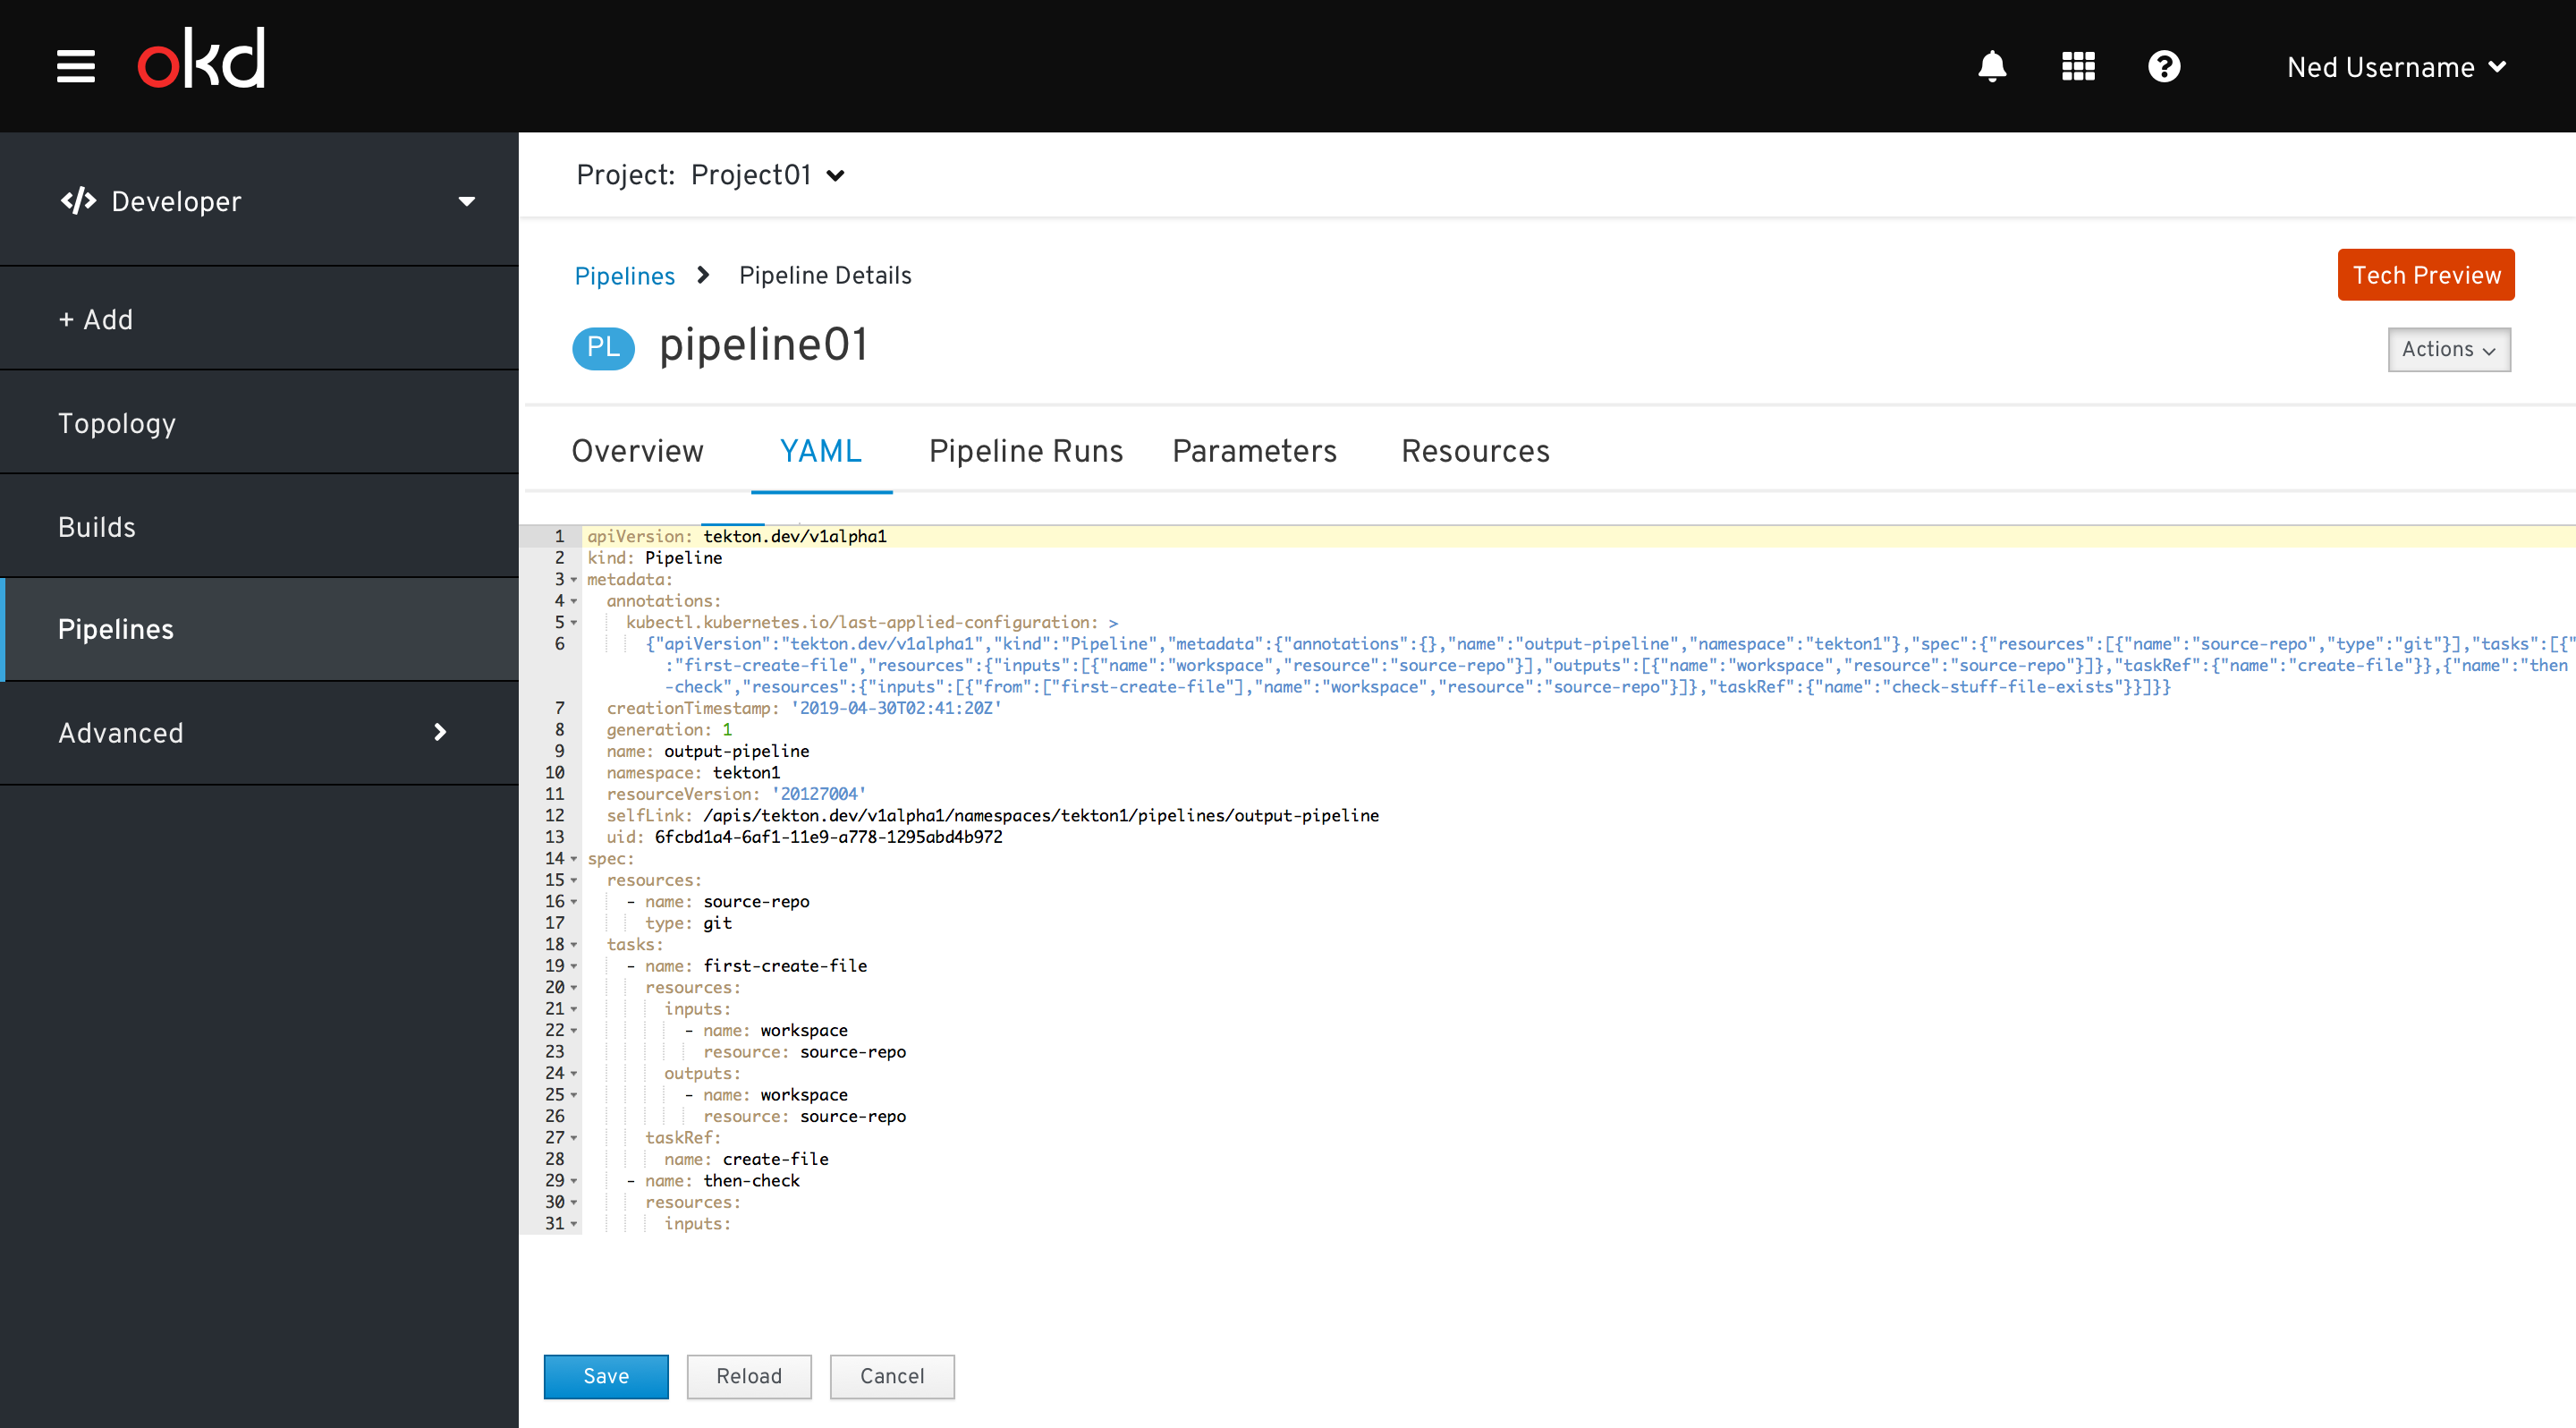 okd
Ned Username
Developer
+ Add
Topology
Builds
Pipelines
Advanced
Project: Project01
Pipelines Pipeline Details
Tech Preview
PL pipeline01
Actions
Overview YAML Pipeline Runs Parameters Resources
1 apiVersion: tekton.dev/v1alpha1
2 kind: Pipeline
3 metadata:
4 annotations:
5 kubectl.kubernetes.io/last-applied-configuration: >
6 {"apiVersion":"tekton.dev/v1alpha1","kind":"Pipeline","metadata":{"annotations":{},"name":"output-pipeline","namespace":"tekton1"},"spec":{"resources":[{"name":"source-repo","type":"git"}],"tasks":[{"
:"first-create-file","resources":{"inputs":[{"name":"workspace","resource":"source-repo"}],"outputs":[{"name":"workspace","resource":"source-repo"}]},"taskRef":{"name":"create-file"}},{"name":"then
-check","resources":{"inputs":[{"from":["first-create-file"],"name":"workspace","resource":"source-repo"}]},"taskRef":{"name":"check-stuff-file-exists"}}]}}
7 creationTimestamp: '2019-04-30T02:41:20Z'
8 generation: 1
9 name: output-pipeline
10 namespace: tekton1
11 resourceVersion: '20127004'
12 selfLink: /apis/tekton.dev/v1alpha1/namespaces/tekton1/pipelines/output-pipeline
13 uid: 6fcbd1a4-6af1-11e9-a778-1295abd4b972
14 spec:
15 resources:
16 - name: source-repo
17 type: git
18 tasks:
19 - name: first-create-file
20 resources:
21 inputs:
22 - name: workspace
23 resource: source-repo
24 outputs:
25 - name: workspace
26 resource: source-repo
27 taskRef:
28 name: create-file
29 - name: then-check
30 resources:
31 inputs:
Save Reload Cancel